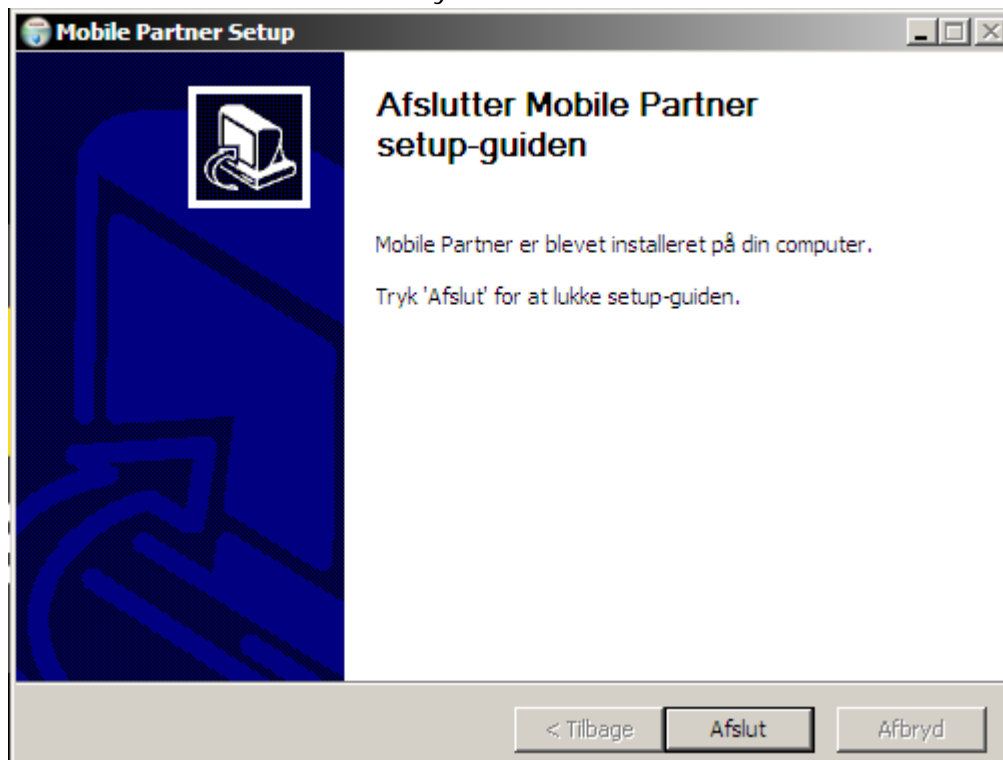 Mobile Partner Setup
Afslutter Mobile Partner
setup-guiden
Mobile Partner er blevet installeret på din computer.
Tryk 'Afslut' for at lukke setup-guiden.
< Tilbage
Afslut
Afbryd